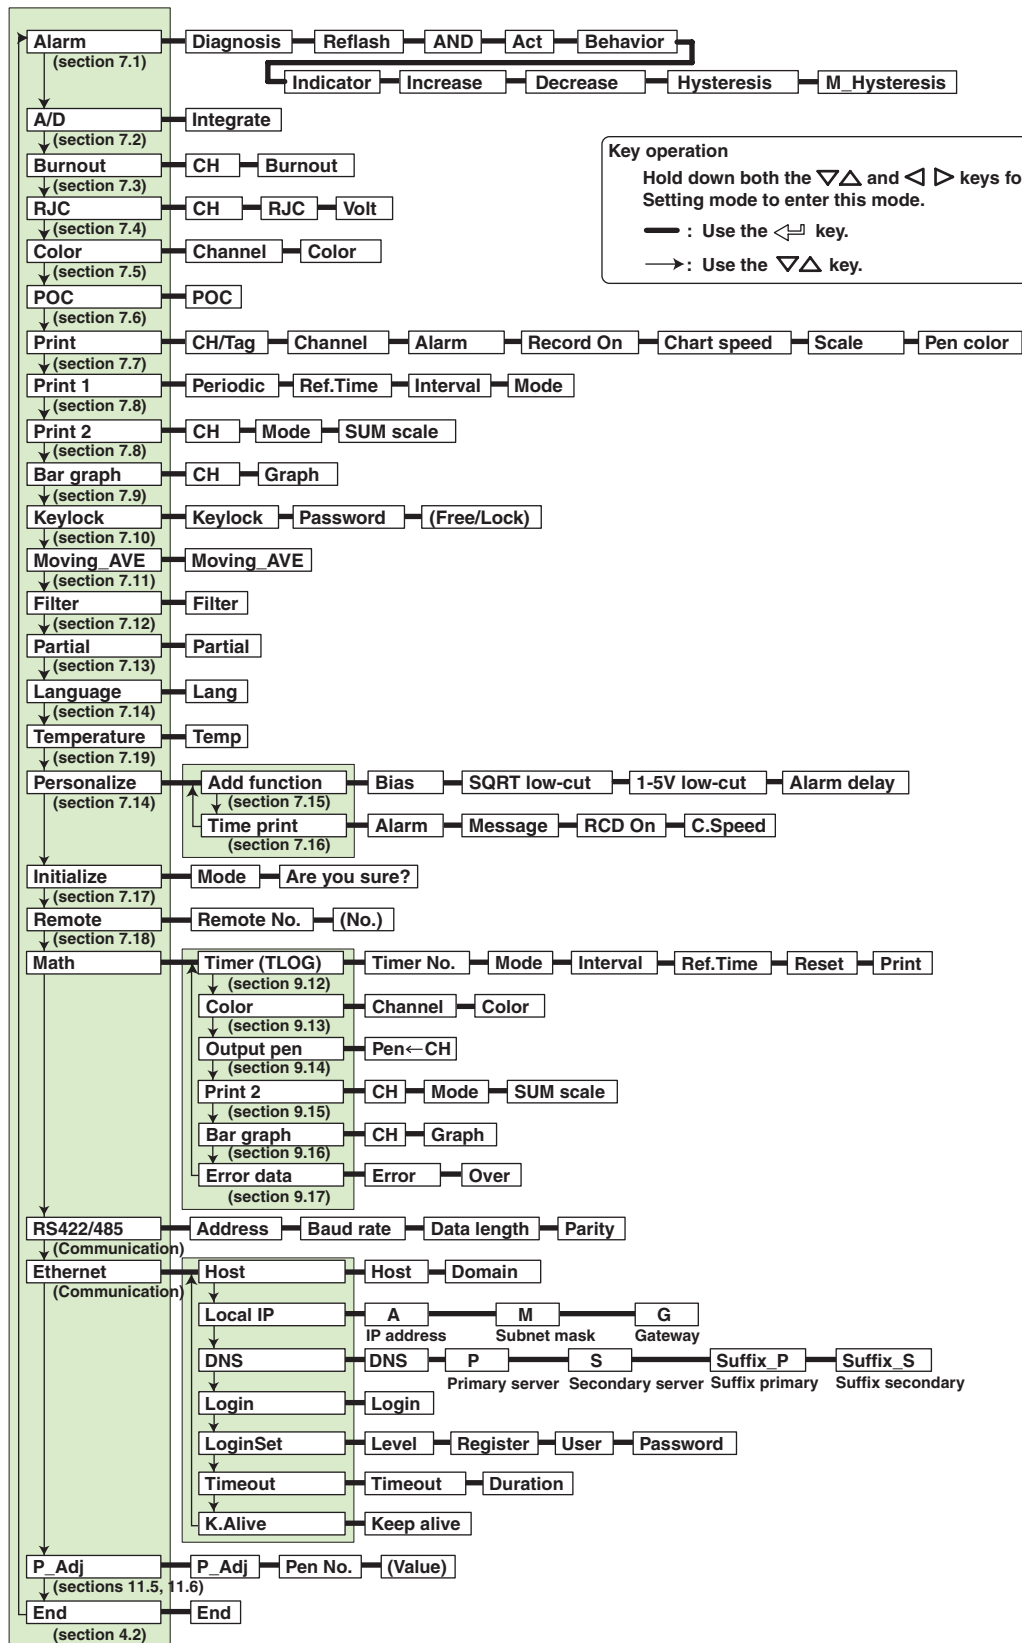 Alarm Diagnosis Reflash AND Act Behavior
(section 7.1)
Indicator Increase Decrease Hysteresis M_Hysteresis
A/D Integrate
(section 7.2)
Burnout CH Burnout
(section 7.3)
RJC CH RJC Volt
(section 7.4)
Color Channel Color
(section 7.5)
POC POC
(section 7.6)
Print CH/Tag Channel Alarm Record On Chart speed Scale Pen color
(section 7.7)
Print 1 Periodic Ref.Time Interval Mode
(section 7.8)
Print 2 CH Mode SUM scale
(section 7.8)
Bar graph CH Graph
(section 7.9)
Keylock Keylock Password (Free/Lock)
(section 7.10)
Moving_AVE Moving_AVE
(section 7.11)
Filter Filter
(section 7.12)
Partial Partial
(section 7.13)
Language Lang
(section 7.14)
Temperature Temp
(section 7.19)
Key operation
Hold down both the ▽△ and ◁ ▷ keys fo
Setting mode to enter this mode.
: Use the key.
→: Use the ▽△ key.
Personalize Add function Bias SQRT low-cut 1-5V low-cut Alarm delay
(section 7.14) (section 7.15)
Time print Alarm Message RCD On C.Speed
(section 7.16)
Initialize Mode Are you sure?
(section 7.17)
Remote Remote No. (No.)
(section 7.18)
Math Timer (TLOG) Timer No. Mode Interval Ref.Time Reset Print
(section 9.12)
Color Channel Color
(section 9.13)
Output pen Pen←CH
(section 9.14)
Print 2 CH Mode SUM scale
(section 9.15)
Bar graph CH Graph
(section 9.16)
Error data Error Over
(section 9.17)
RS422/485 Address Baud rate Data length Parity
(Communication)
Ethernet Host Host Domain
(Communication)
Local IP A M G
IP address Subnet mask Gateway
DNS DNS P S Suffix_P Suffix_S
Primary server Secondary server Suffix primary Suffix secondary
Login Login
LoginSet Level Register User Password
Timeout Timeout Duration
K.Alive Keep alive
P_Adj P_Adj Pen No. (Value)
(sections 11.5, 11.6)
End End
(section 4.2)